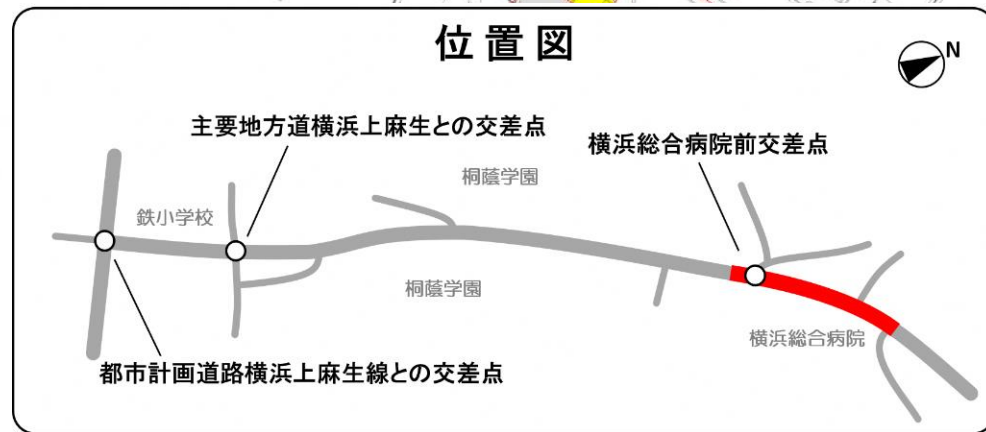 位置図
N
主要地方道横浜上麻生との交差点
横浜総合病院前交差点
桐蔭学園
鉄小学校
桐蔭学園
横浜総合病院
都市計画道路横浜上麻生線との交差点